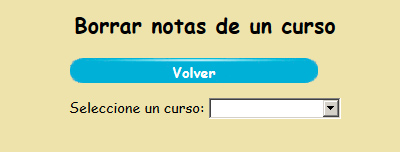 Borrar notas de un curso
Volver
Seleccione un curso: